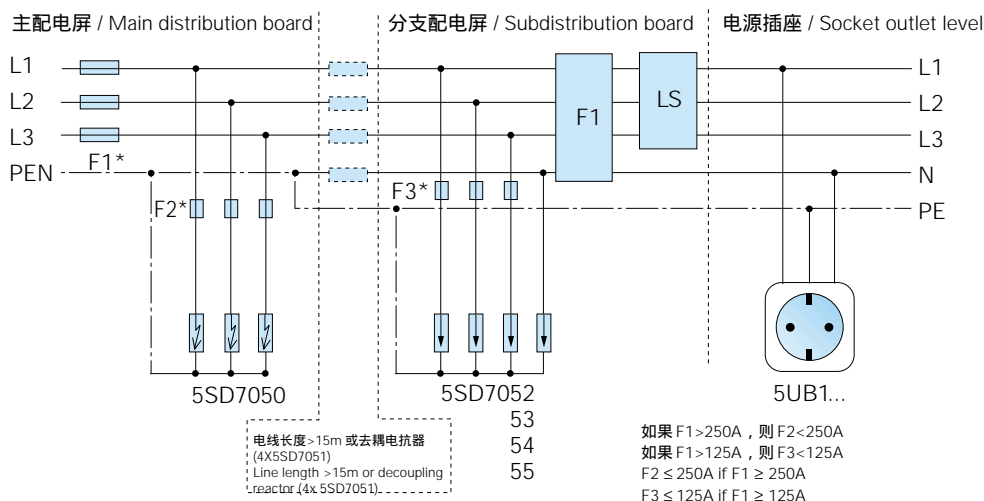 主配电屏 / Main distribution board
分支配电屏 / Subdistribution board
电源插座 / Socket outlet level
L1
L2
L3
PEN
F1*
F2*
F3*
F1
LS
L1
L2
L3
N
PE
5SD7050
5SD7052
53
54
55
5UB1...
电线长度>15m 或去耦电抗器
(4X5SD7051)
Line length >15m or decoupling
reactor (4x 5SD7051)
如果 F1>250A ，则 F2<250A
如果 F1>125A ，则 F3<125A
F2 ≤ 250A if F1 ≥ 250A
F3 ≤ 125A if F1 ≥ 125A